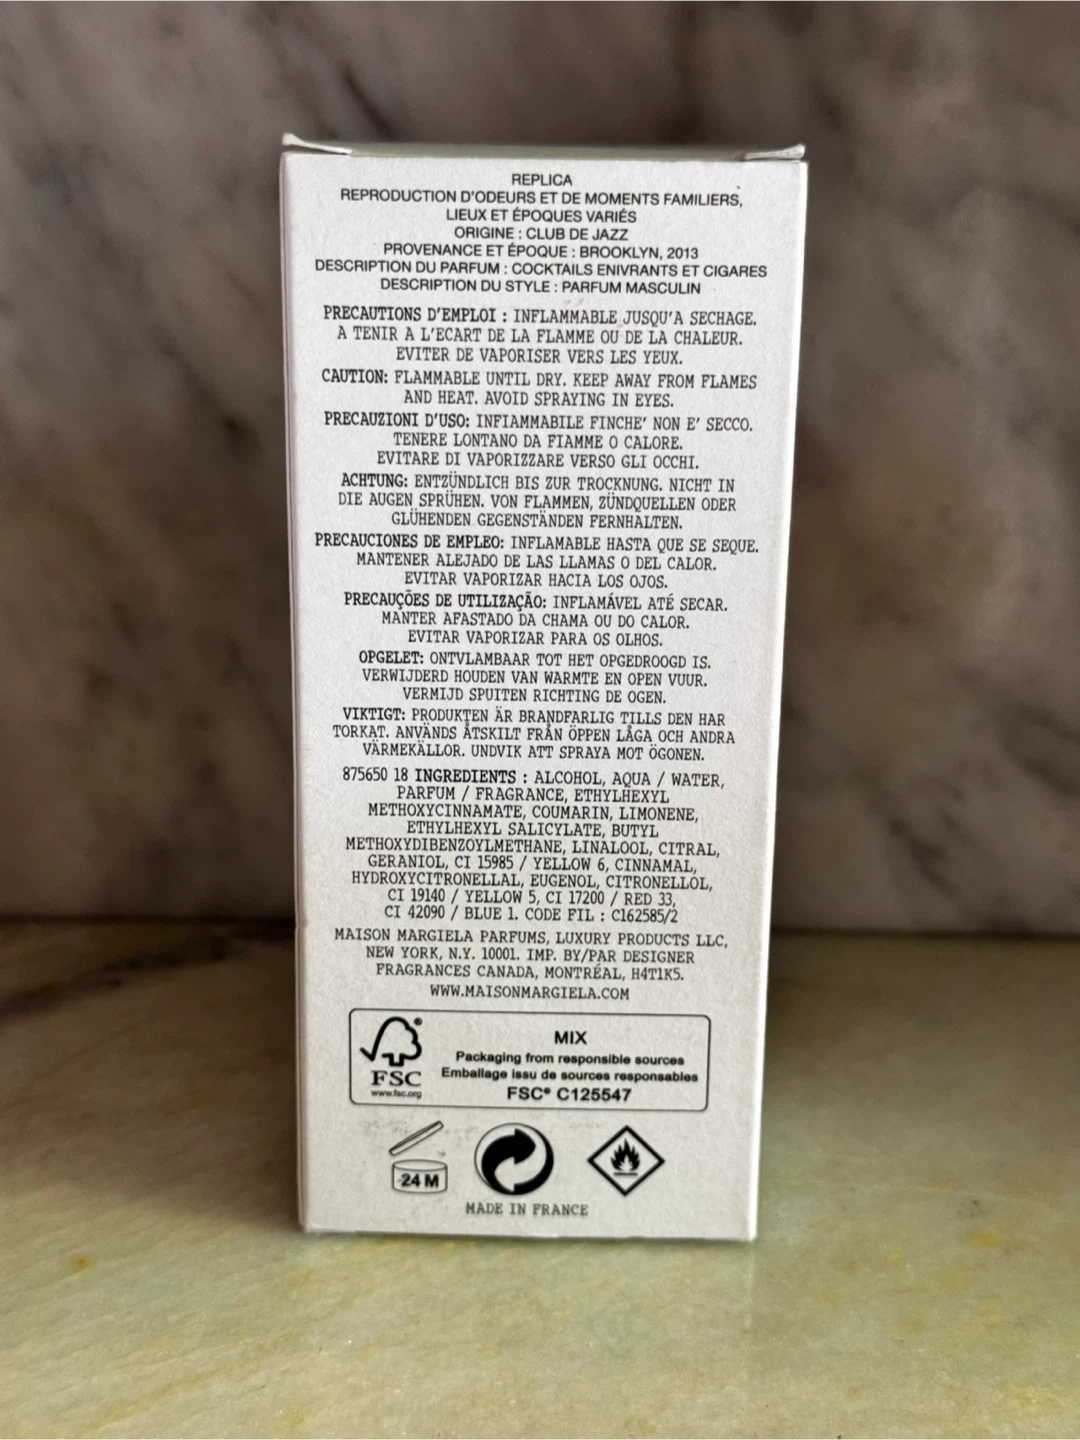 REPLICA
REPRODUCTION D'ODEURS ET DE MOMENTS FAMILIERS,
LIEUX ET ÉPOQUES VARIÉS
ORIGINE : CLUB DE JAZZ
PROVENANCE ET ÉPOQUE : BROOKLYN, 2013
DESCRIPTION DU PARFUM : COCKTAILS ENIVRANTS ET CIGARES
DESCRIPTION DU STYLE : PARFUM MASCULIN
PRECAUTIONS D'EMPLOI : INFLAMMABLE JUSQU'A SECHAGE.
A TENIR A L'ECART DE LA FLAMME OU DE LA CHALEUR.
EVITER DE VAPORISER VERS LES YEUX.
CAUTION: FLAMMABLE UNTIL DRY. KEEP AWAY FROM FLAMES
AND HEAT. AVOID SPRAYING IN EYES.
PRECAUZIONI D'USO: INFIAMMABILE FINCHE' NON E' SECCO.
TENERE LONTANO DA FIAMME O CALORE.
EVITARE DI VAPORIZZARE VERSO GLI OCCHI.
ACHTUNG: ENTZÜNDLICH BIS ZUR TROCKNUNG. NICHT IN
DIE AUGEN SPRÜHEN. VON FLAMMEN, ZÜNDQUELLEN ODER
GLÜHENDEN GEGENSTÄNDEN FERNHALTEN.
PRECAUCIONES DE EMPLEO: INFLAMABLE HASTA QUE SE SEQUE.
MANTENER ALEJADO DE LAS LLAMAS O DEL CALOR.
EVITAR VAPORIZAR HACIA LOS OJOS.
PRECAUÇÕES DE UTILIZAÇÃO: INFLAMÁVEL ATÉ SECAR.
MANTER AFASTADO DA CHAMA OU DO CALOR.
EVITAR VAPORIZAR PARA OS OLHOS.
OPGELET: ONTVLAMBAAR TOT HET OPGEDROOGD IS.
VERWIJDERD HOUDEN VAN WARMTE EN OPEN VUUR.
VERMIJD SPUITEN RICHTING DE OGEN.
VIKTIGT: PRODUKTEN ÄR BRANDFARLIG TILLS DEN HAR
TORKAT. ANVÄNDS ÅTSKILT FRÅN ÖPPEN LÅGA OCH ANDRA
VÄRMEKÄLLOR. UNDVIK ATT SPRAYA MOT ÖGONEN.
875650 18 INGREDIENTS : ALCOHOL, AQUA / WATER,
PARFUM / FRAGRANCE, ETHYLHEXYL
METHOXYCINNAMATE, COUMARIN, LIMONENE,
ETHYLHEXYL SALICYLATE, BUTYL
METHOXYDIBENZOYLMETHANE, LINALOOL, CITRAL,
GERANIOL, CI 15985 / YELLOW 6, CINNAMAL,
HYDROXYCITRONELLAL, EUGENOL, CITRONELLOL,
CI 19140 / YELLOW 5, CI 17200 / RED 33,
CI 42090 / BLUE 1. CODE FIL : C162585/2
MAISON MARGIELA PARFUMS, LUXURY PRODUCTS LLC,
NEW YORK, N.Y. 10001. IMP. BY/PAR DESIGNER
FRAGRANCES CANADA, MONTRÉAL, H4T1K5.
WWW.MAISONMARGIELA.COM
FSC
www.fsc.org
MIX
Packaging from responsible sources
Emballage issu de sources responsables
FSC® C125547
24 M
MADE IN FRANCE